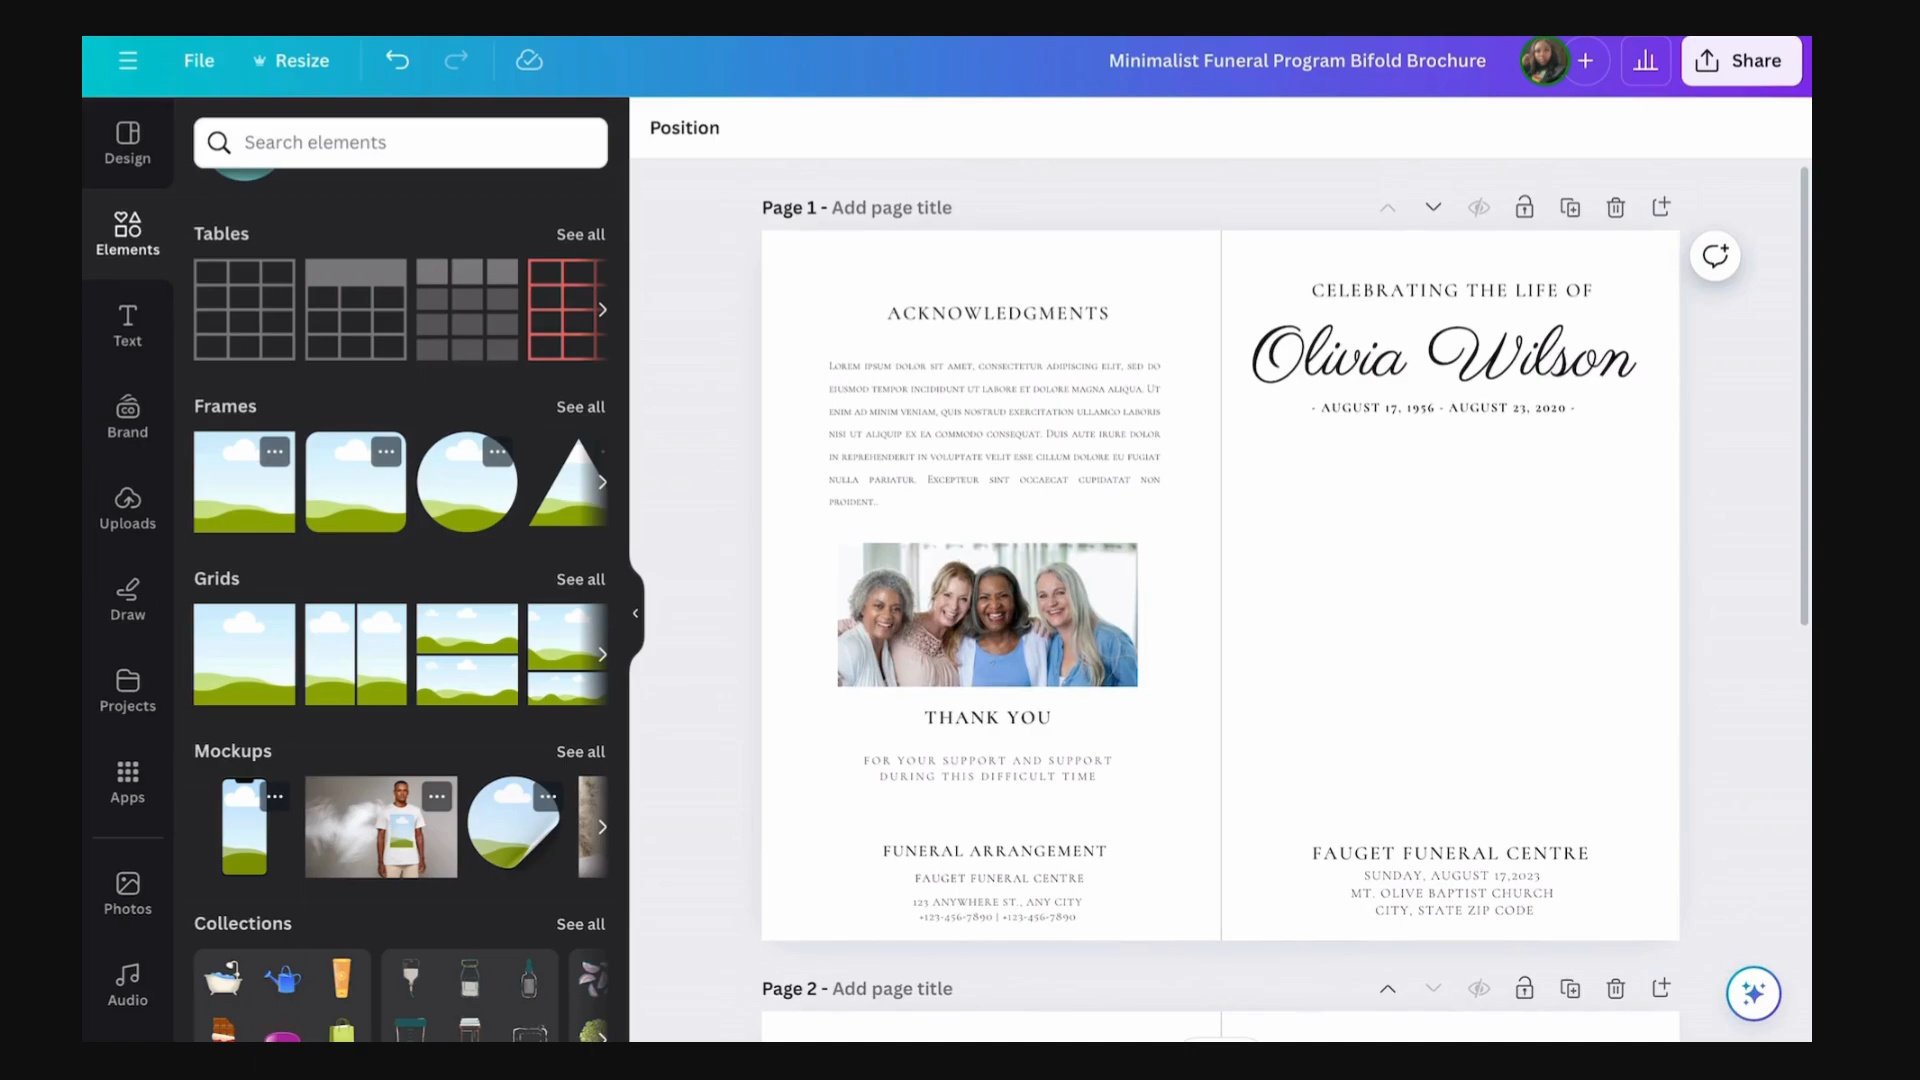 File
Resize
Minimalist Funeral Program Bifold Brochure
Share
Design
Elements
Text
Brand
Uploads
Draw
Projects
Apps
Photos
Audio
Search elements
Tables
See all
Frames
See all
Grids
See all
Mockups
See all
Collections
See all
Position
Page 1 - Add page title
ACKNOWLEDGMENTS
LOREM IPSUM DOLOR SIT AMET, CONSECTETUR ADIPISCING ELIT, SED DO
EIUSMOD TEMPOR INCIDIDUNT UT LABORE ET DOLORE MAGNA ALIQUA. UT
ENIM AD MINIM VENIAM, QUIS NOSTRUD EXERCITATION ULLAMCO LABORIS
NISI UT ALIQUIP EX EA COMMODO CONSEQUAT. DUIS AUTE IRURE DOLOR
IN REPREHENDERIT IN VOLUPTATE VELIT ESSE CILLUM DOLORE EU FUGIAT
NULLA PARIATUR. EXCEPTEUR SINT OCCAECAT CUPIDATAT NON
PROIDENT..
THANK YOU
FOR YOUR SUPPORT AND SUPPORT
DURING THIS DIFFICULT TIME
FUNERAL ARRANGEMENT
FAUGET FUNERAL CENTRE
123 ANYWHERE ST., ANY CITY
+123-456-7890 | +123-456-7890
CELEBRATING THE LIFE OF
Olivia Wilson
- AUGUST 17, 1956 - AUGUST 23, 2020 -
FAUGET FUNERAL CENTRE
SUNDAY, AUGUST 17,2023
MT. OLIVE BAPTIST CHURCH
CITY, STATE ZIP CODE
Page 2 - Add page title